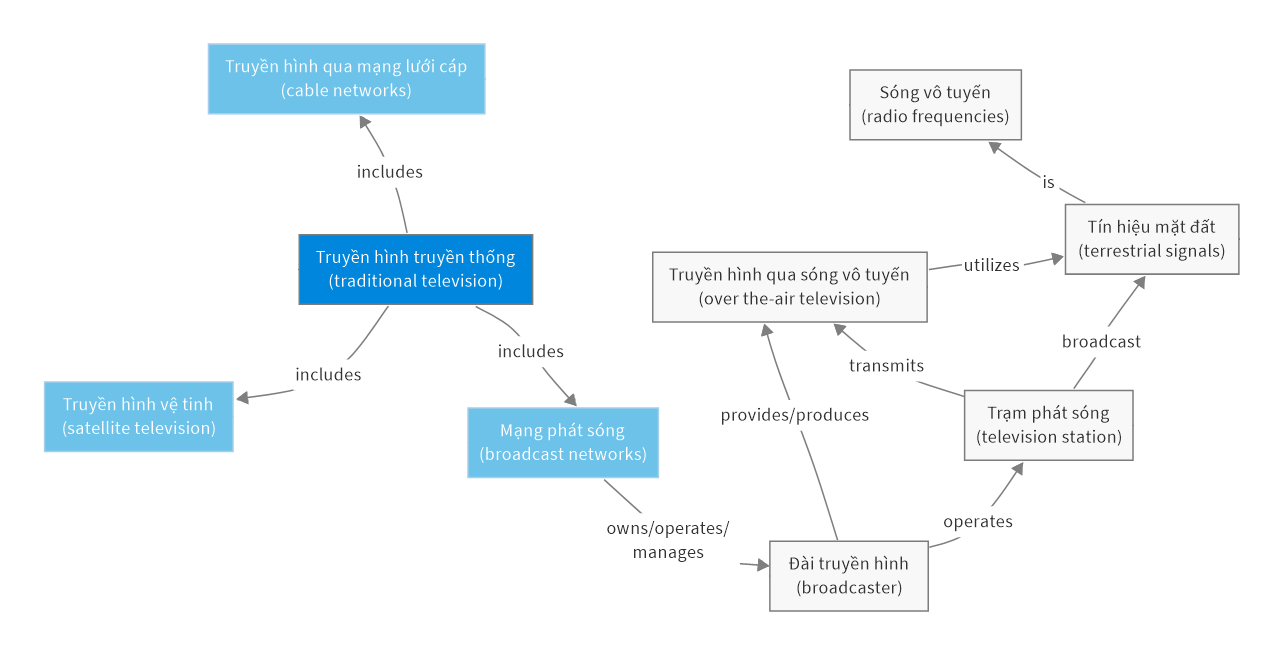 Truyền hình qua mạng lưới cáp
(cable networks)
Sóng vô tuyến
(radio frequencies)
includes
is
Truyền hình truyền thống
(traditional television)
Tín hiệu mặt đất
(terrestrial signals)
Truyền hình qua sóng vô tuyến
(over the-air television)
utilizes
includes
includes
transmits
broadcast
Truyền hình vệ tinh
(satellite television)
Mạng phát sóng
(broadcast networks)
provides/produces
Trạm phát sóng
(television station)
owns/operates/
manages
operates
Đài truyền hình
(broadcaster)